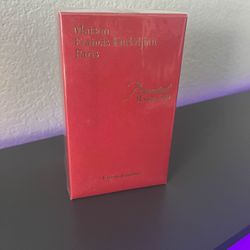 Maison
Francis Kurkdjian
Paris
Baccarat
Rouge 540